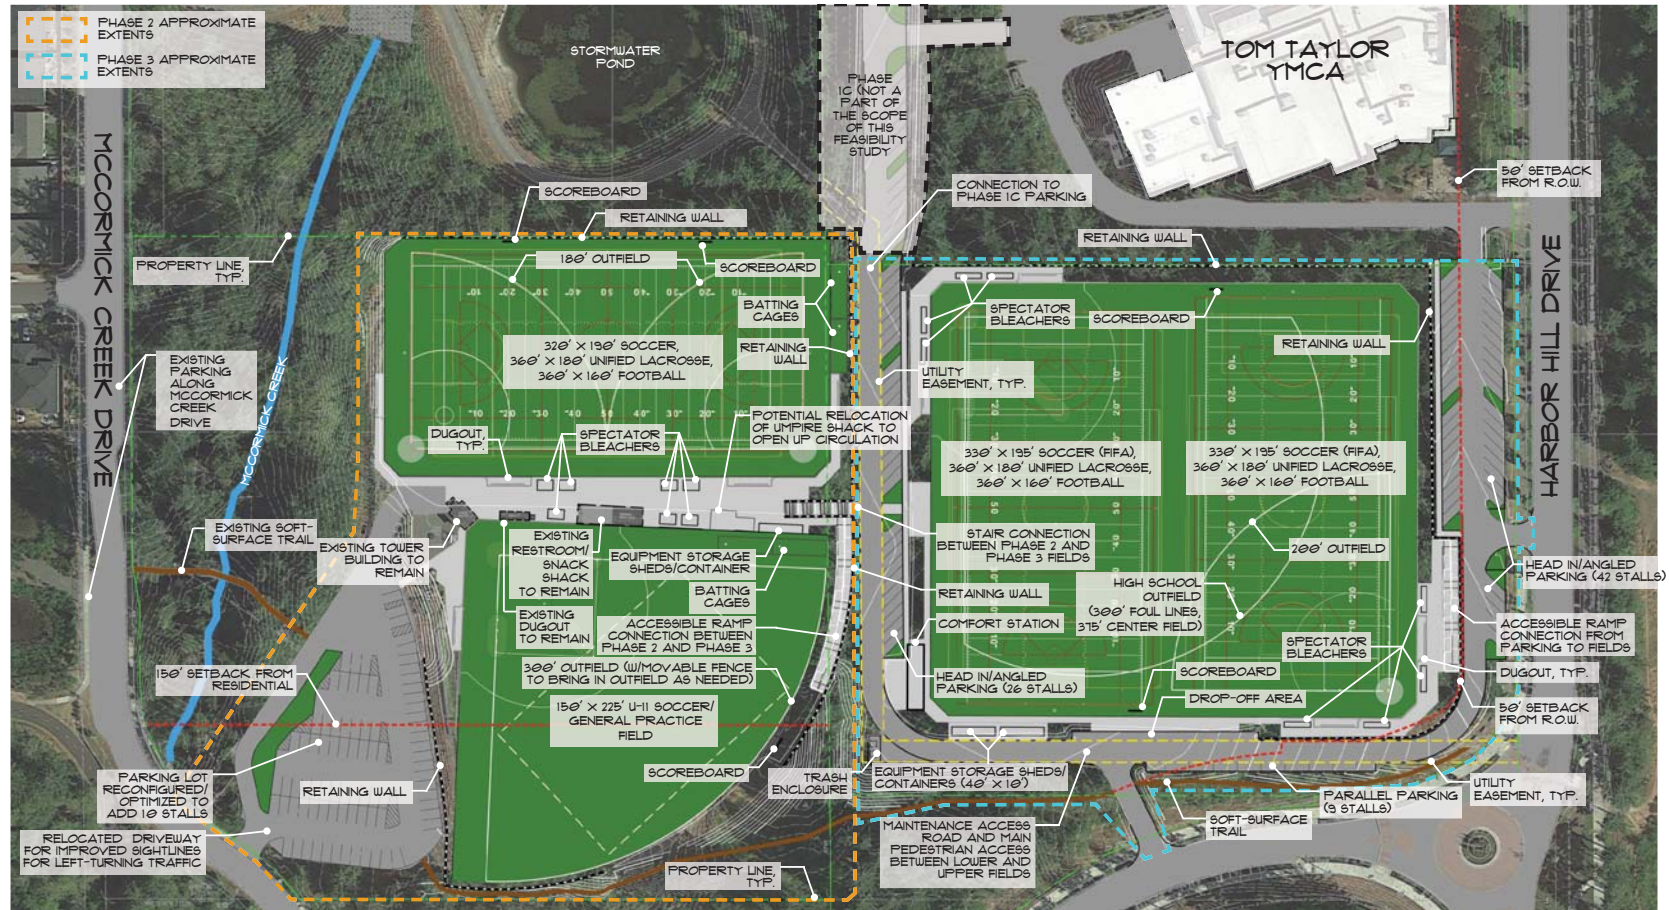 PHASE 2 APPROXIMATE
EXTENTS
PHASE 3 APPROXIMATE
EXTENTS
STORMWATER
POND
PHASE
1C (NOT A
PART OF
THE SCOPE
OF THIS
FEASIBILITY
STUDY
TOM TAYLOR
YMCA
MCCORMICK CREEK DRIVE
MCCORMICK CREEK
HARBOR HILL DRIVE
50' SETBACK
FROM R.O.W.
SCOREBOARD
RETAINING WALL
CONNECTION TO
PHASE 1C PARKING
RETAINING WALL
PROPERTY LINE,
TYP.
180' OUTFIELD
SCOREBOARD
BATTING
CAGES
RETAINING
WALL
320' X 190' SOCCER,
360' X 180' UNIFIED LACROSSE,
360' X 160' FOOTBALL
SPECTATOR
BLEACHERS
SCOREBOARD
RETAINING WALL
UTILITY
EASEMENT, TYP.
EXISTING
PARKING
ALONG
MCCORMICK
CREEK
DRIVE
DUGOUT,
TYP.
SPECTATOR
BLEACHERS
POTENTIAL RELOCATION
OF UMPIRE SHACK TO
OPEN UP CIRCULATION
330' X 195' SOCCER (FIFA),
360' X 180' UNIFIED LACROSSE,
360' X 160' FOOTBALL
330' X 195' SOCCER (FIFA),
360' X 180' UNIFIED LACROSSE,
360' X 160' FOOTBALL
EXISTING SOFT-
SURFACE TRAIL
EXISTING TOWER
BUILDING TO
REMAIN
EXISTING
RESTROOM/
SNACK
SHACK
TO REMAIN
EXISTING
DUGOUT
TO REMAIN
EQUIPMENT STORAGE
SHEDS/CONTAINER
BATTING
CAGES
ACCESSIBLE RAMP
CONNECTION BETWEEN
PHASE 2 AND PHASE 3
300' OUTFIELD (W/MOVABLE FENCE
TO BRING IN OUTFIELD AS NEEDED)
150' X 225' U-11 SOCCER/
GENERAL PRACTICE
FIELD
STAIR CONNECTION
BETWEEN PHASE 2 AND
PHASE 3 FIELDS
RETAINING WALL
COMFORT STATION
HIGH SCHOOL
OUTFIELD
(300' FOUL LINES,
375' CENTER FIELD)
200' OUTFIELD
HEAD IN/ANGLED
PARKING (42 STALLS)
SPECTATOR
BLEACHERS
ACCESSIBLE RAMP
CONNECTION FROM
PARKING TO FIELDS
DUGOUT, TYP.
50' SETBACK
FROM R.O.W.
HEAD IN/ANGLED
PARKING (26 STALLS)
SCOREBOARD
DROP-OFF AREA
150' SETBACK FROM
RESIDENTIAL
PARKING LOT
RECONFIGURED/
OPTIMIZED TO
ADD 10 STALLS
RETAINING WALL
SCOREBOARD
TRASH
ENCLOSURE
EQUIPMENT STORAGE SHEDS/
CONTAINERS (40' X 10')
PARALLEL PARKING
(9 STALLS)
UTILITY
EASEMENT, TYP.
SOFT-SURFACE
TRAIL
RELOCATED DRIVEWAY
FOR IMPROVED SIGHTLINES
FOR LEFT-TURNING TRAFFIC
MAINTENANCE ACCESS
ROAD AND MAIN
PEDESTRIAN ACCESS
BETWEEN LOWER AND
UPPER FIELDS
PROPERTY LINE,
TYP.